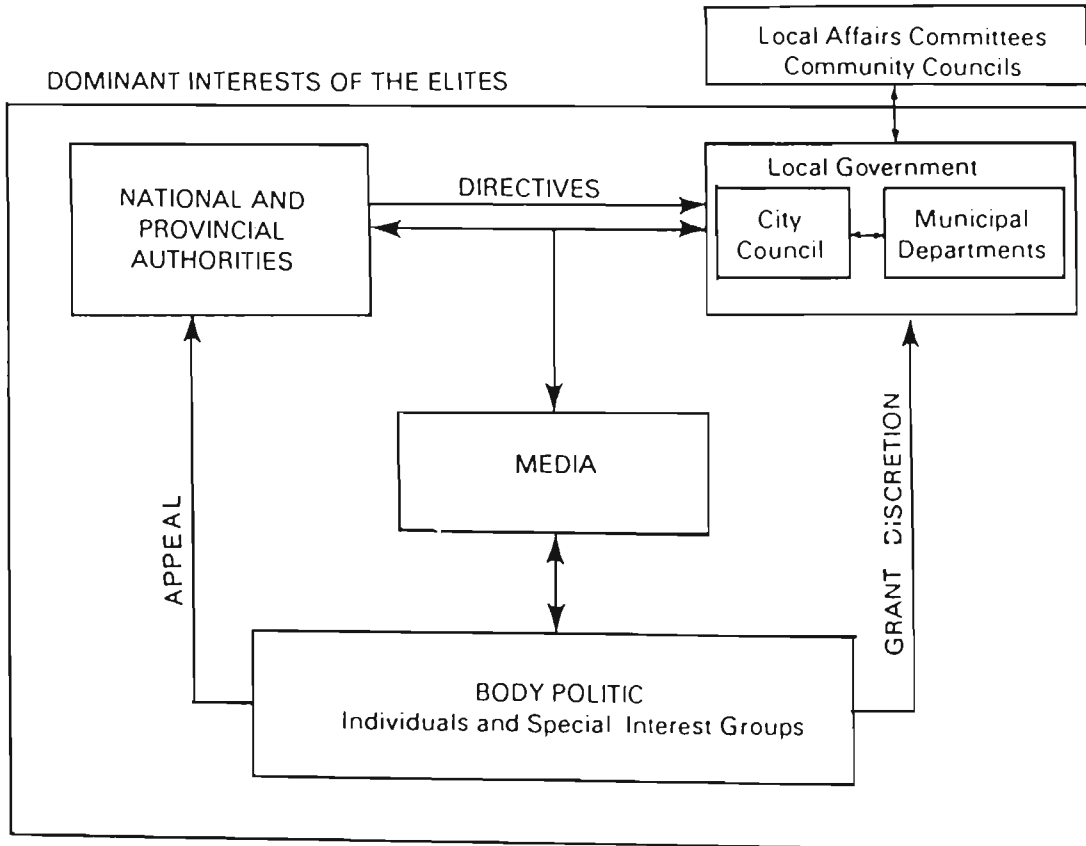 Local Affairs Committees
Community Councils
DOMINANT INTERESTS OF THE ELITES
NATIONAL AND
PROVINCIAL
AUTHORITIES
DIRECTIVES
Local Government
City
Council
Municipal
Departments
MEDIA
APPEAL
GRANT DISCRETION
BODY POLITIC
Individuals and Special Interest Groups